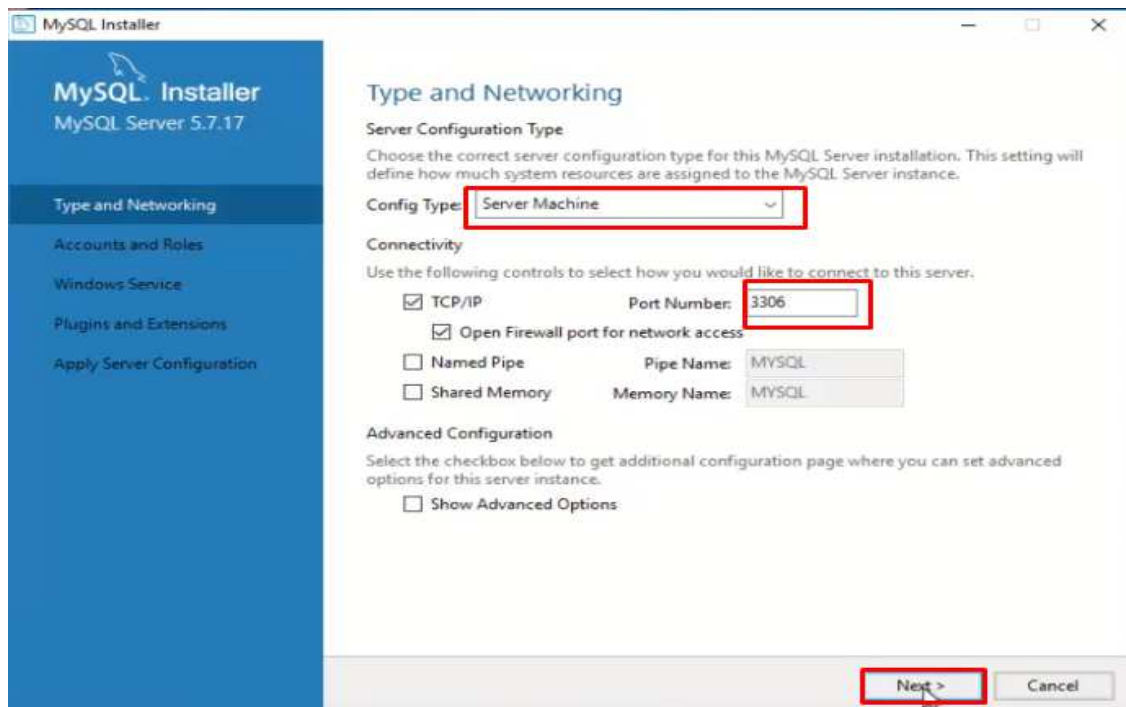 MySQL Installer
MySQL. Installer
MySQL Server 5.7.17
Type and Networking
Accounts and Roles
Windows Service
Plugins and Extensions
Apply Server Configuration
Type and Networking
Server Configuration Type
Choose the correct server configuration type for this MySQL Server installation. This setting will
define how much system resources are assigned to the MySQL Server instance.
Config Type: Server Machine
Connectivity
Use the following controls to select how you would like to connect to this server.
TCP/IP Port Number: 3306
Open Firewall port for network access
Named Pipe Pipe Name: MYSQL
Shared Memory Memory Name: MYSQL
Advanced Configuration
Select the checkbox below to get additional configuration page where you can set advanced
options for this server instance.
Show Advanced Options
Next > Cancel